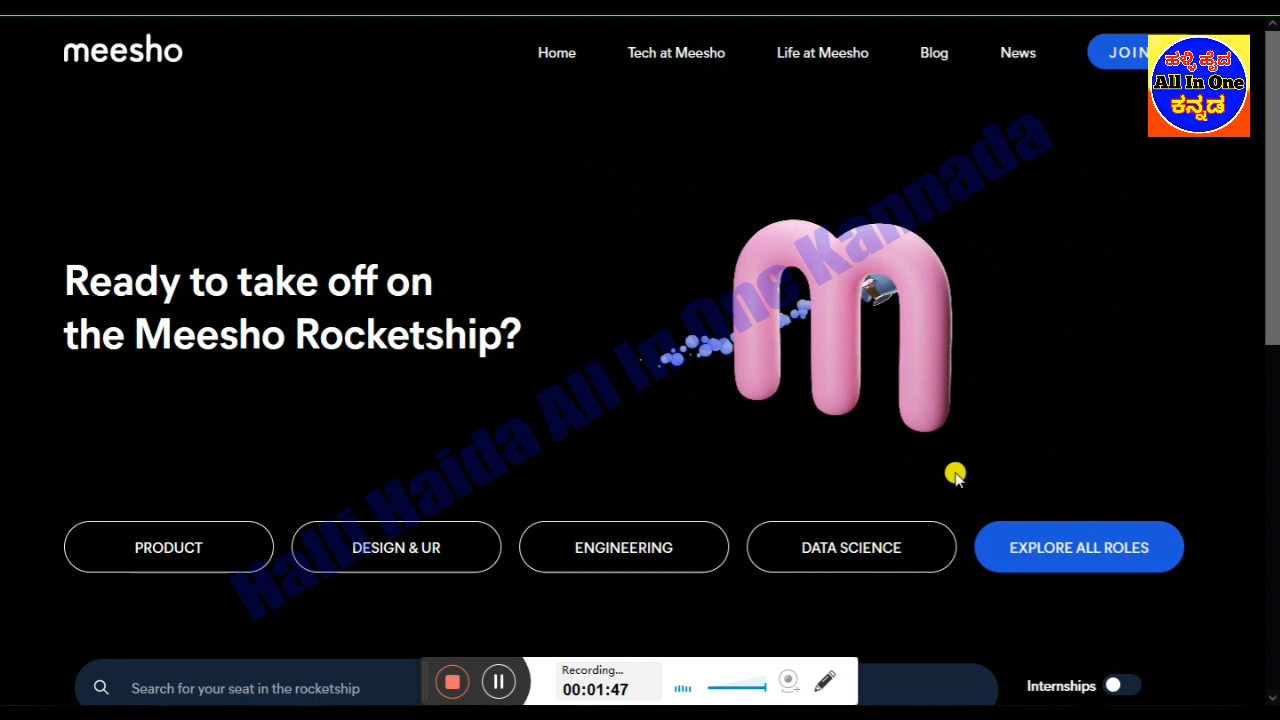 meesho
Home
Tech at Meesho
Life at Meesho
Blog
News
JOIN
ಹಳ್ಳಿ ಹೈದ
All In One
ಕನ್ನಡ
Ready to take off on
the Meesho Rocketship?
Halli Haida All In One Kannada
PRODUCT
DESIGN & UR
ENGINEERING
DATA SCIENCE
EXPLORE ALL ROLES
Search for your seat in the rocketship
Recording...
00:01:47
Internships